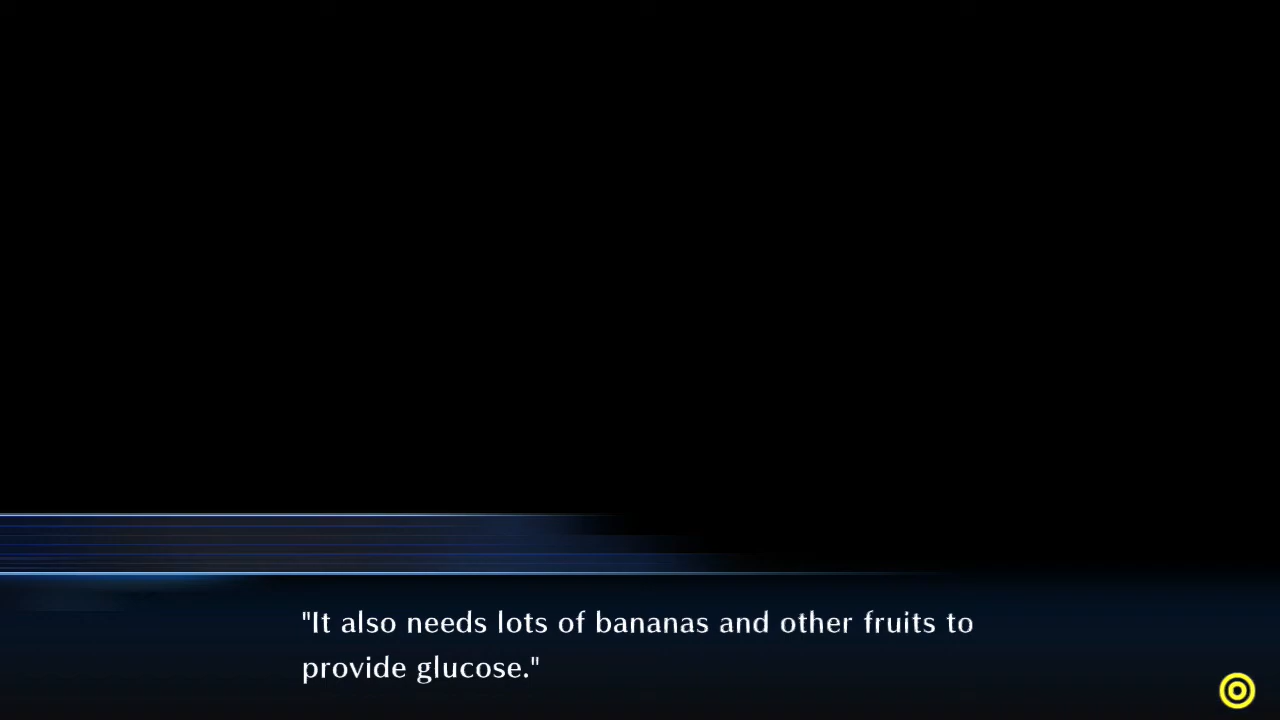 "It also needs lots of bananas and other fruits to
provide glucose."